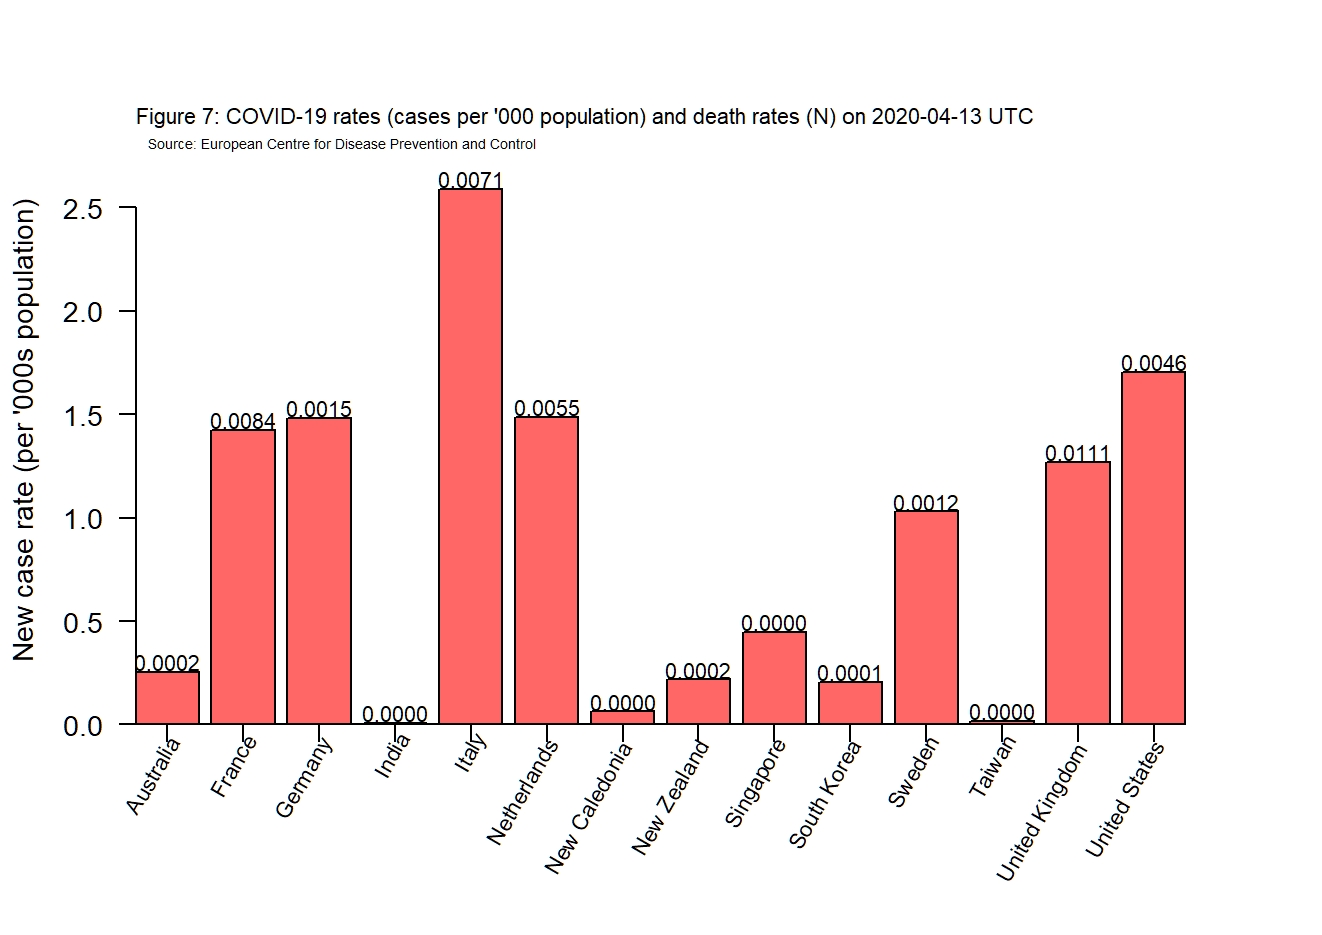 Figure 7: COVID-19 rates (cases per '000 population) and death rates (N) on 2020-04-13 UTC
Source: European Centre for Disease Prevention and Control
New case rate (per '000s population)
2.5
2.0
1.5
1.0
0.5
0.0
0.0002
0.0084
0.0015
0.0000
0.0071
0.0055
0.0000
0.0002
0.0000
0.0001
0.0012
0.0000
0.0111
0.0046
Australia
France
Germany
India
Italy
Netherlands
New Caledonia
New Zealand
Singapore
South Korea
Sweden
Taiwan
United Kingdom
United States